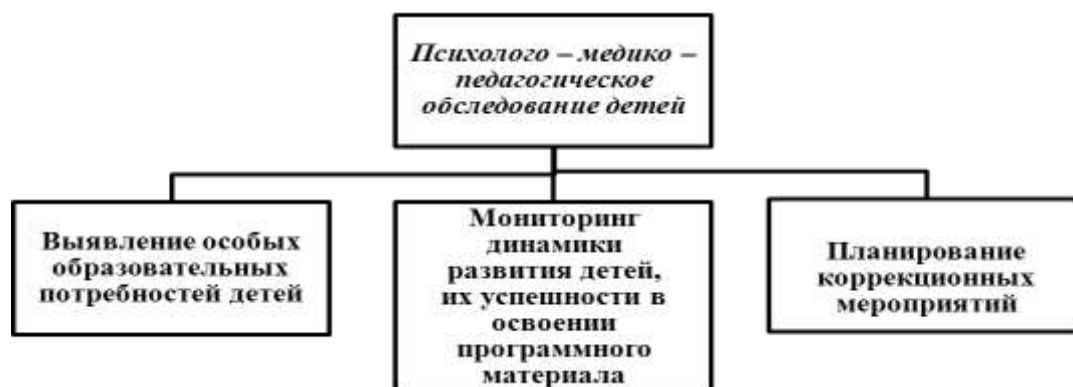 Психолого – медико –
педагогическое
обследование детей
Выявление особых
образовательных
потребностей детей
Мониторинг
динамики
развития детей,
их успешности в
освоении
программного
материала
Планирование
коррекционных
мероприятий